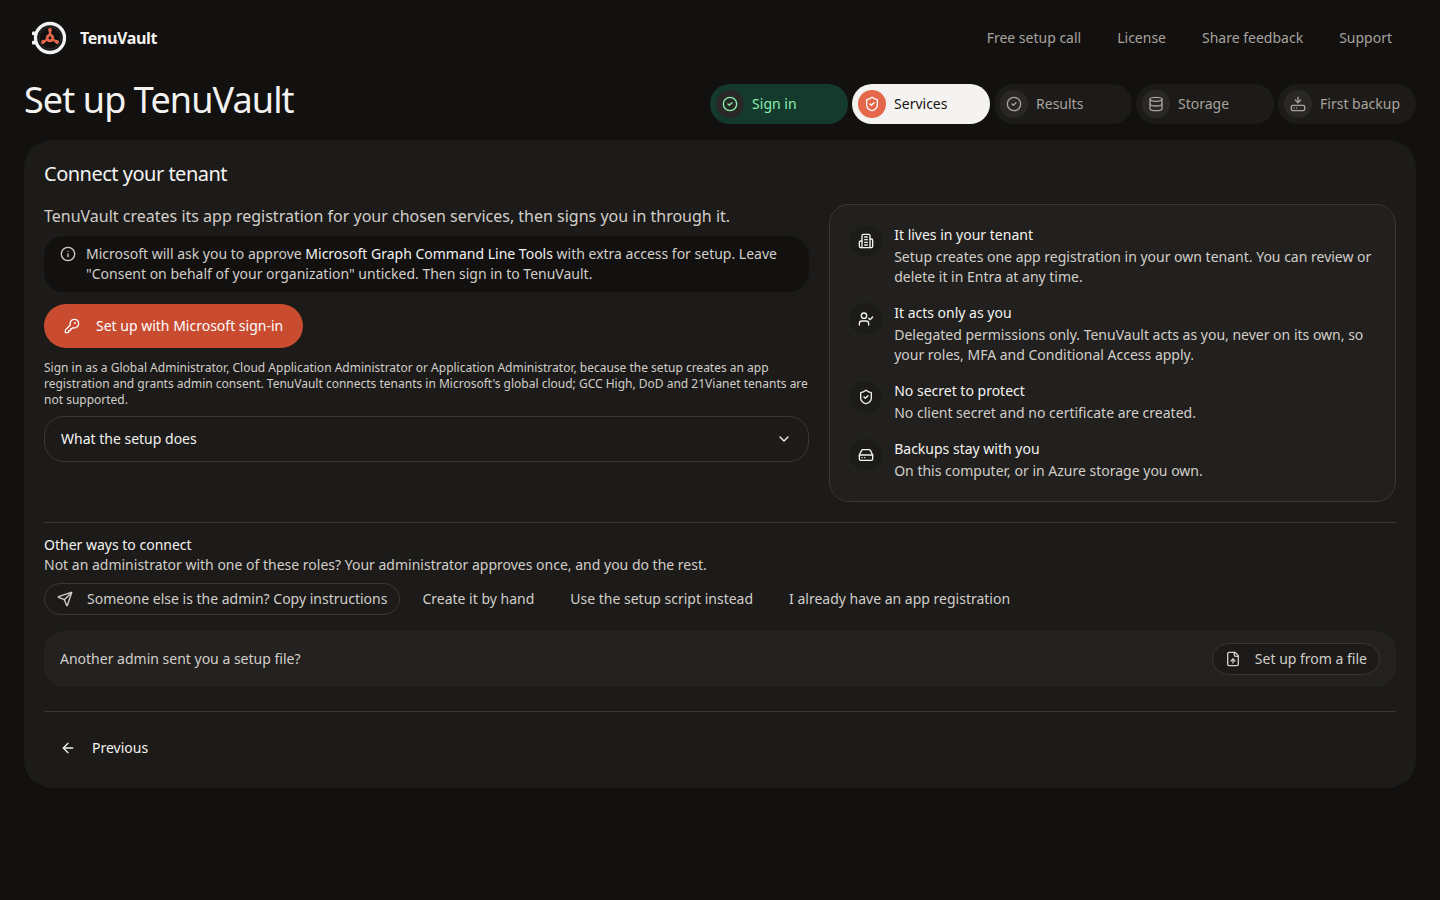 TenuVault
Free setup call
License
Share feedback
Support
Set up TenuVault
Sign in
Services
Results
Storage
First backup
Connect your tenant
TenuVault creates its app registration for your chosen services, then signs you in through it.
Microsoft will ask you to approve Microsoft Graph Command Line Tools with extra access for setup. Leave
"Consent on behalf of your organization" unticked. Then sign in to TenuVault.
Set up with Microsoft sign-in
Sign in as a Global Administrator, Cloud Application Administrator or Application Administrator, because the setup creates an app
registration and grants admin consent. TenuVault connects tenants in Microsoft's global cloud; GCC High, DoD and 21Vianet tenants are
not supported.
What the setup does
It lives in your tenant
Setup creates one app registration in your own tenant. You can review or
delete it in Entra at any time.
It acts only as you
Delegated permissions only. TenuVault acts as you, never on its own, so
your roles, MFA and Conditional Access apply.
No secret to protect
No client secret and no certificate are created.
Backups stay with you
On this computer, or in Azure storage you own.
Other ways to connect
Not an administrator with one of these roles? Your administrator approves once, and you do the rest.
Someone else is the admin? Copy instructions
Create it by hand
Use the setup script instead
I already have an app registration
Another admin sent you a setup file?
Set up from a file
Previous